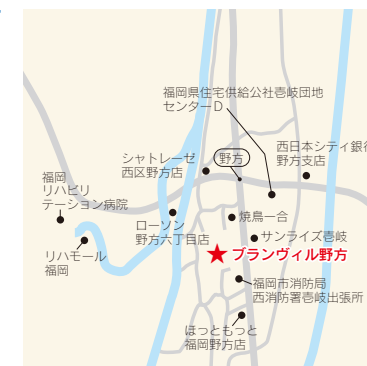 福岡県住宅供給公社壱岐団地
センターD
西日本シティ銀行
野方支店
シャトレーゼ
西区野方店
野方
福岡
リハビリ
テーション病院
焼鳥一合
ローソン
野方六丁目店
サンライズ壱岐
リハモール
福岡
ブランヴィル野方
福岡市消防局
西消防署壱岐出張所
ほっともっと
福岡野方店